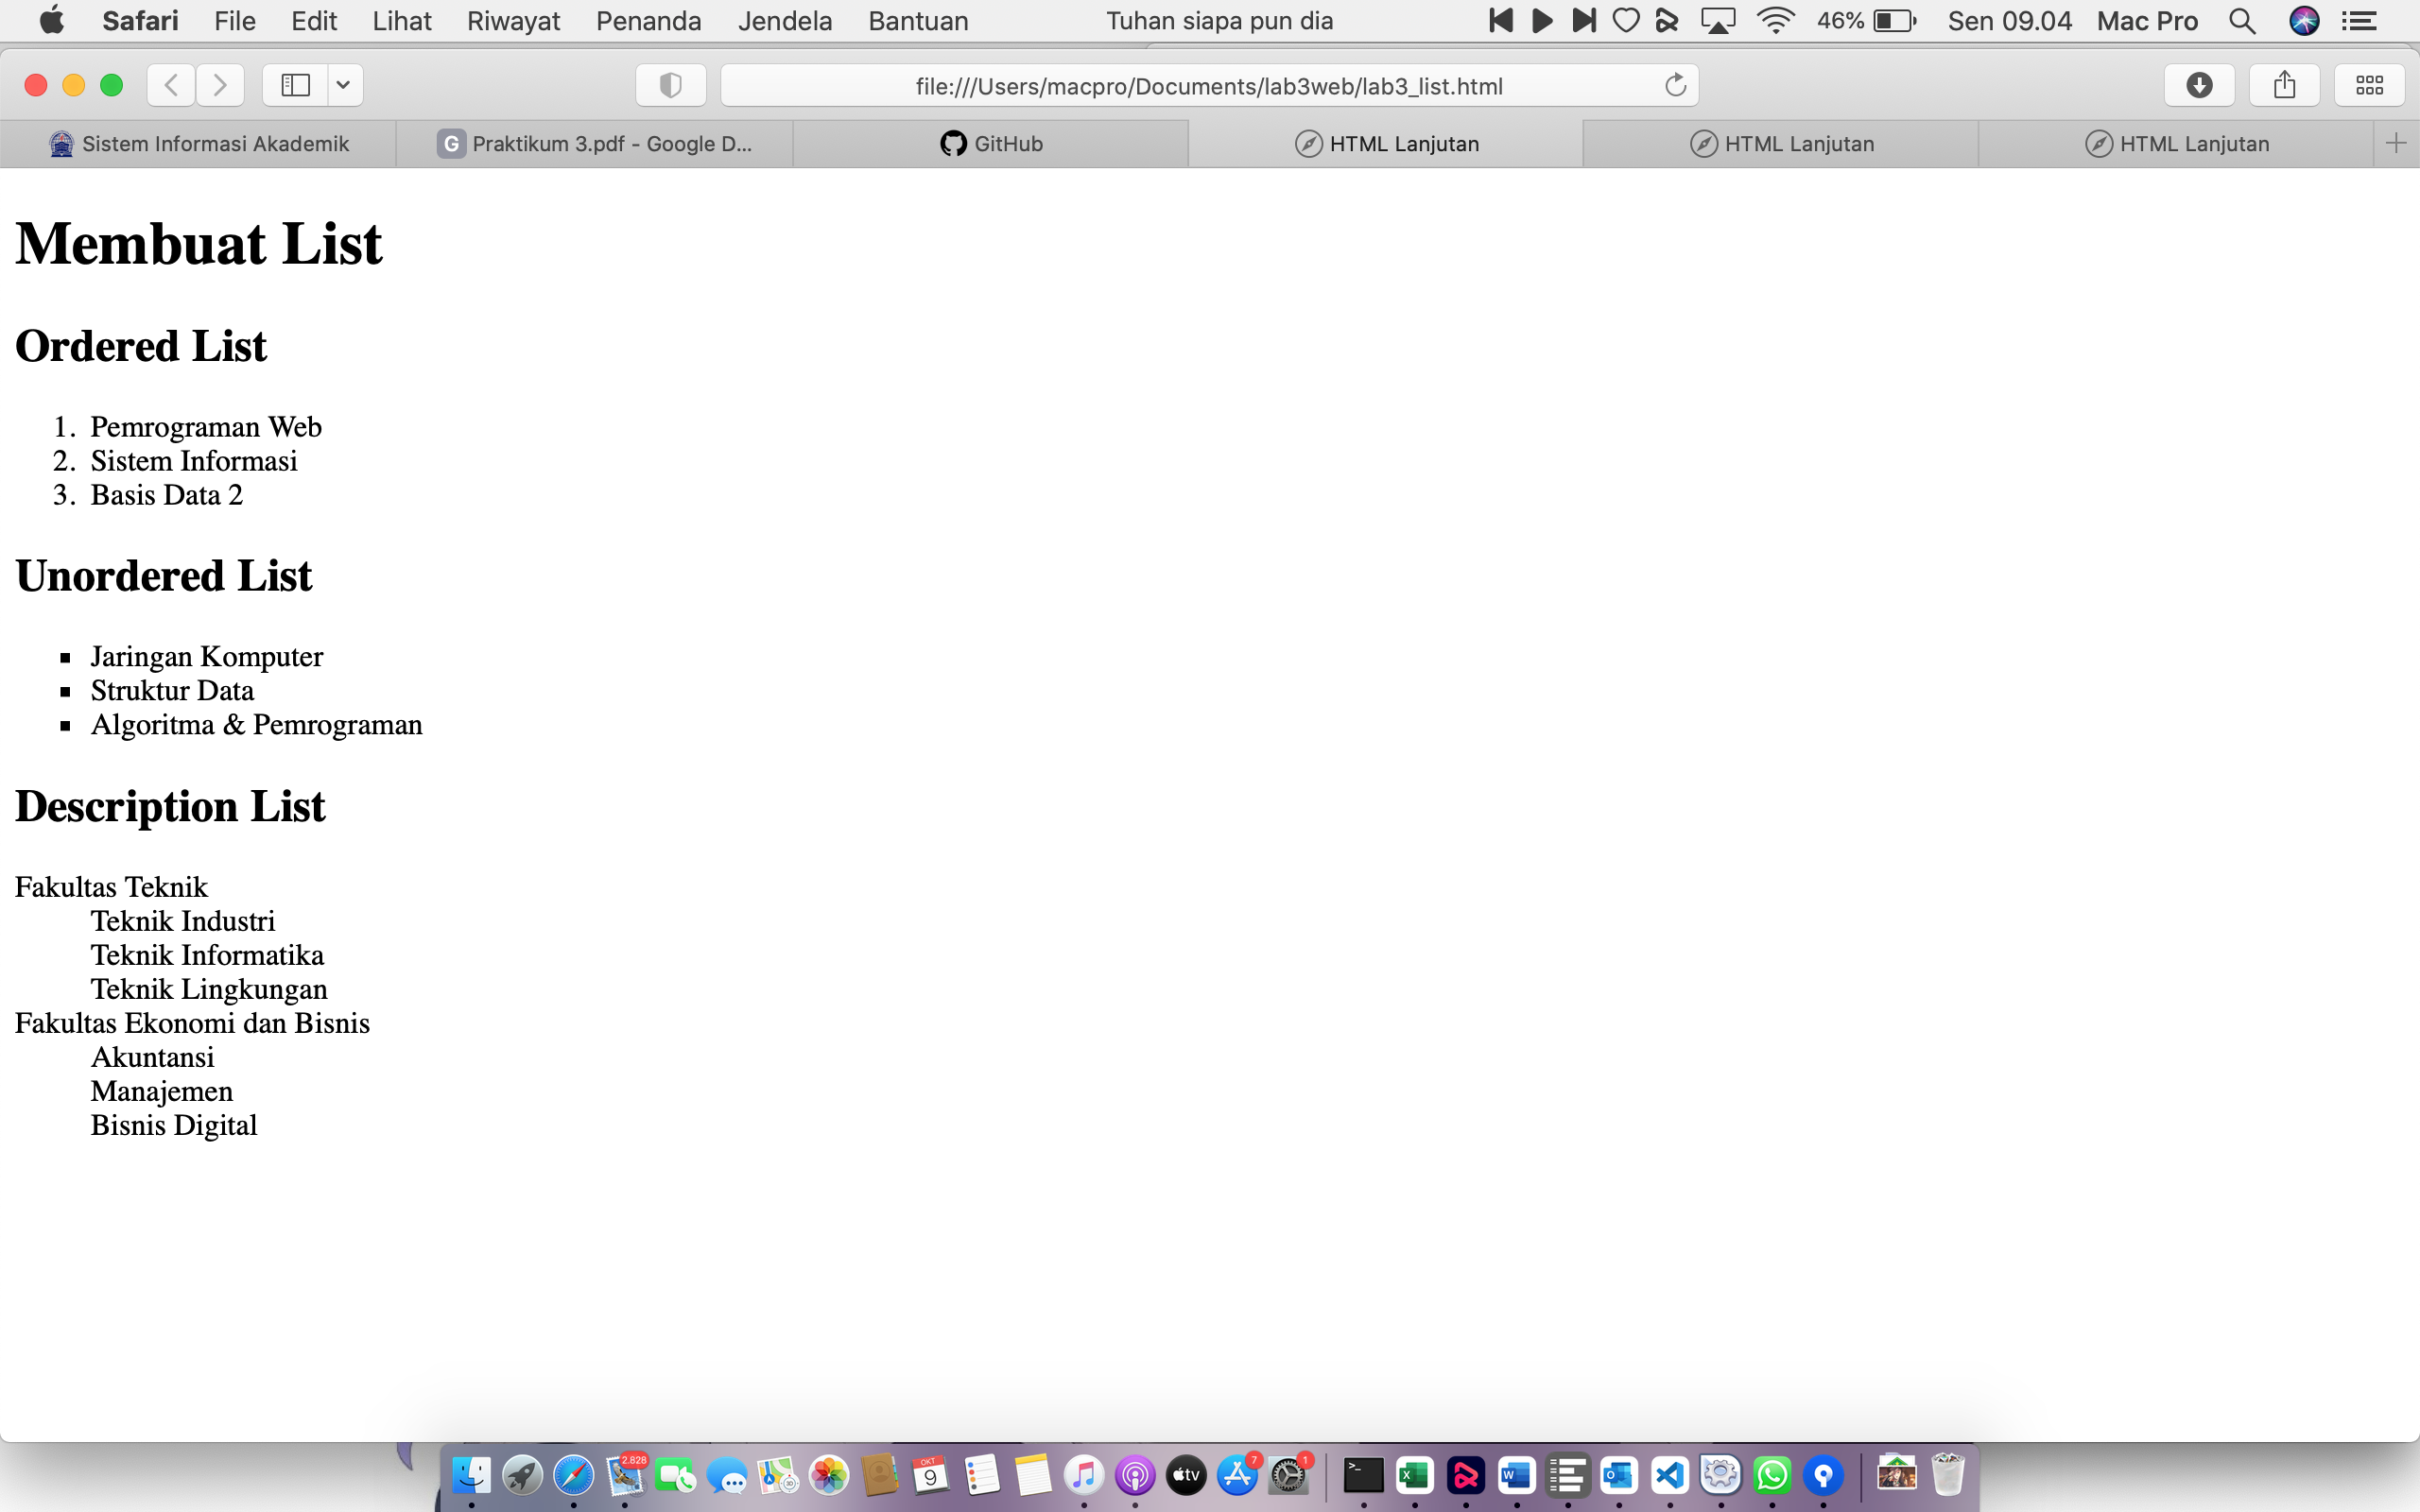 Safari File Edit Lihat Riwayat Penanda Jendela Bantuan Tuhan siapa pun dia 46% Sen 09.04 Mac Pro
file:///Users/macpro/Documents/lab3web/lab3_list.html
Sistem Informasi Akademik G Praktikum 3.pdf - Google D... GitHub HTML Lanjutan HTML Lanjutan HTML Lanjutan
Membuat List
Ordered List
1. Pemrograman Web
2. Sistem Informasi
3. Basis Data 2
Unordered List
▪ Jaringan Komputer
▪ Struktur Data
▪ Algoritma & Pemrograman
Description List
Fakultas Teknik
Teknik Industri
Teknik Informatika
Teknik Lingkungan
Fakultas Ekonomi dan Bisnis
Akuntansi
Manajemen
Bisnis Digital
2.828 OKT 9 tv 7 1